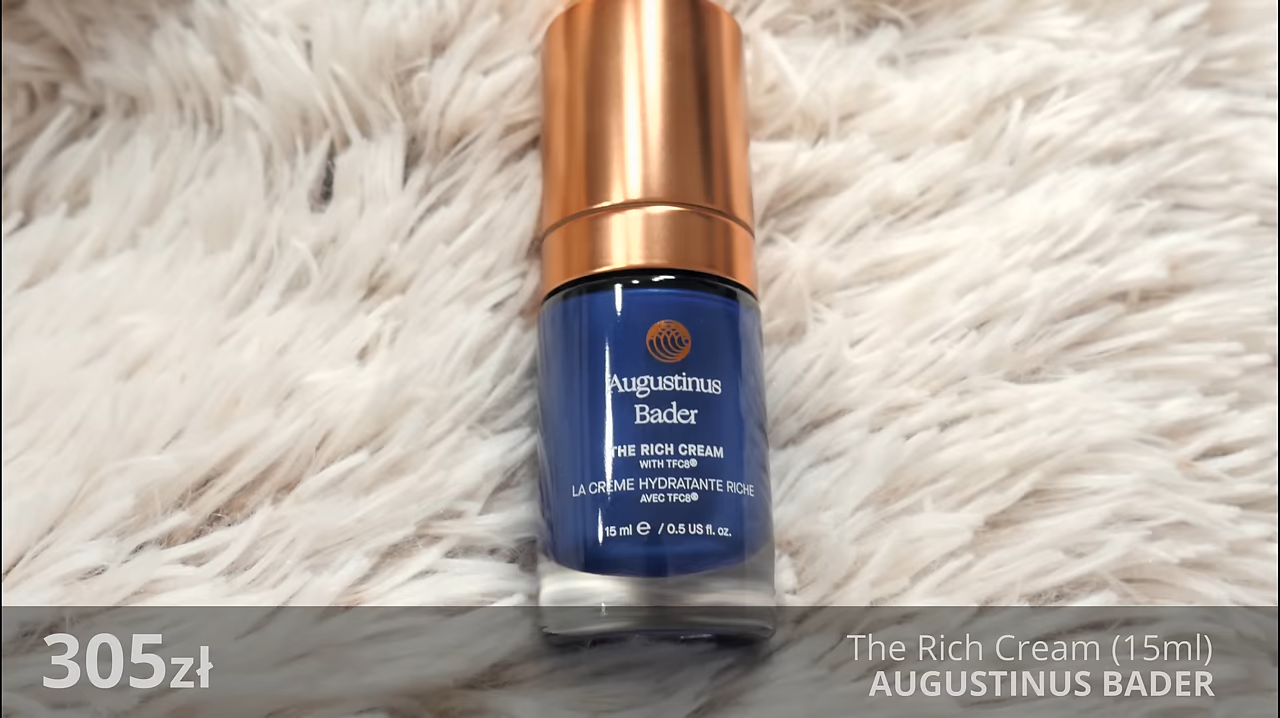 Augustinus
Bader
THE RICH CREAM
WITH TFC8®
LA CRÈME HYDRATANTE RICHE
AVEC TFC8®
15 ml ℮ / 0.5 US fl. oz.
305zł
The Rich Cream (15ml)
AUGUSTINUS BADER